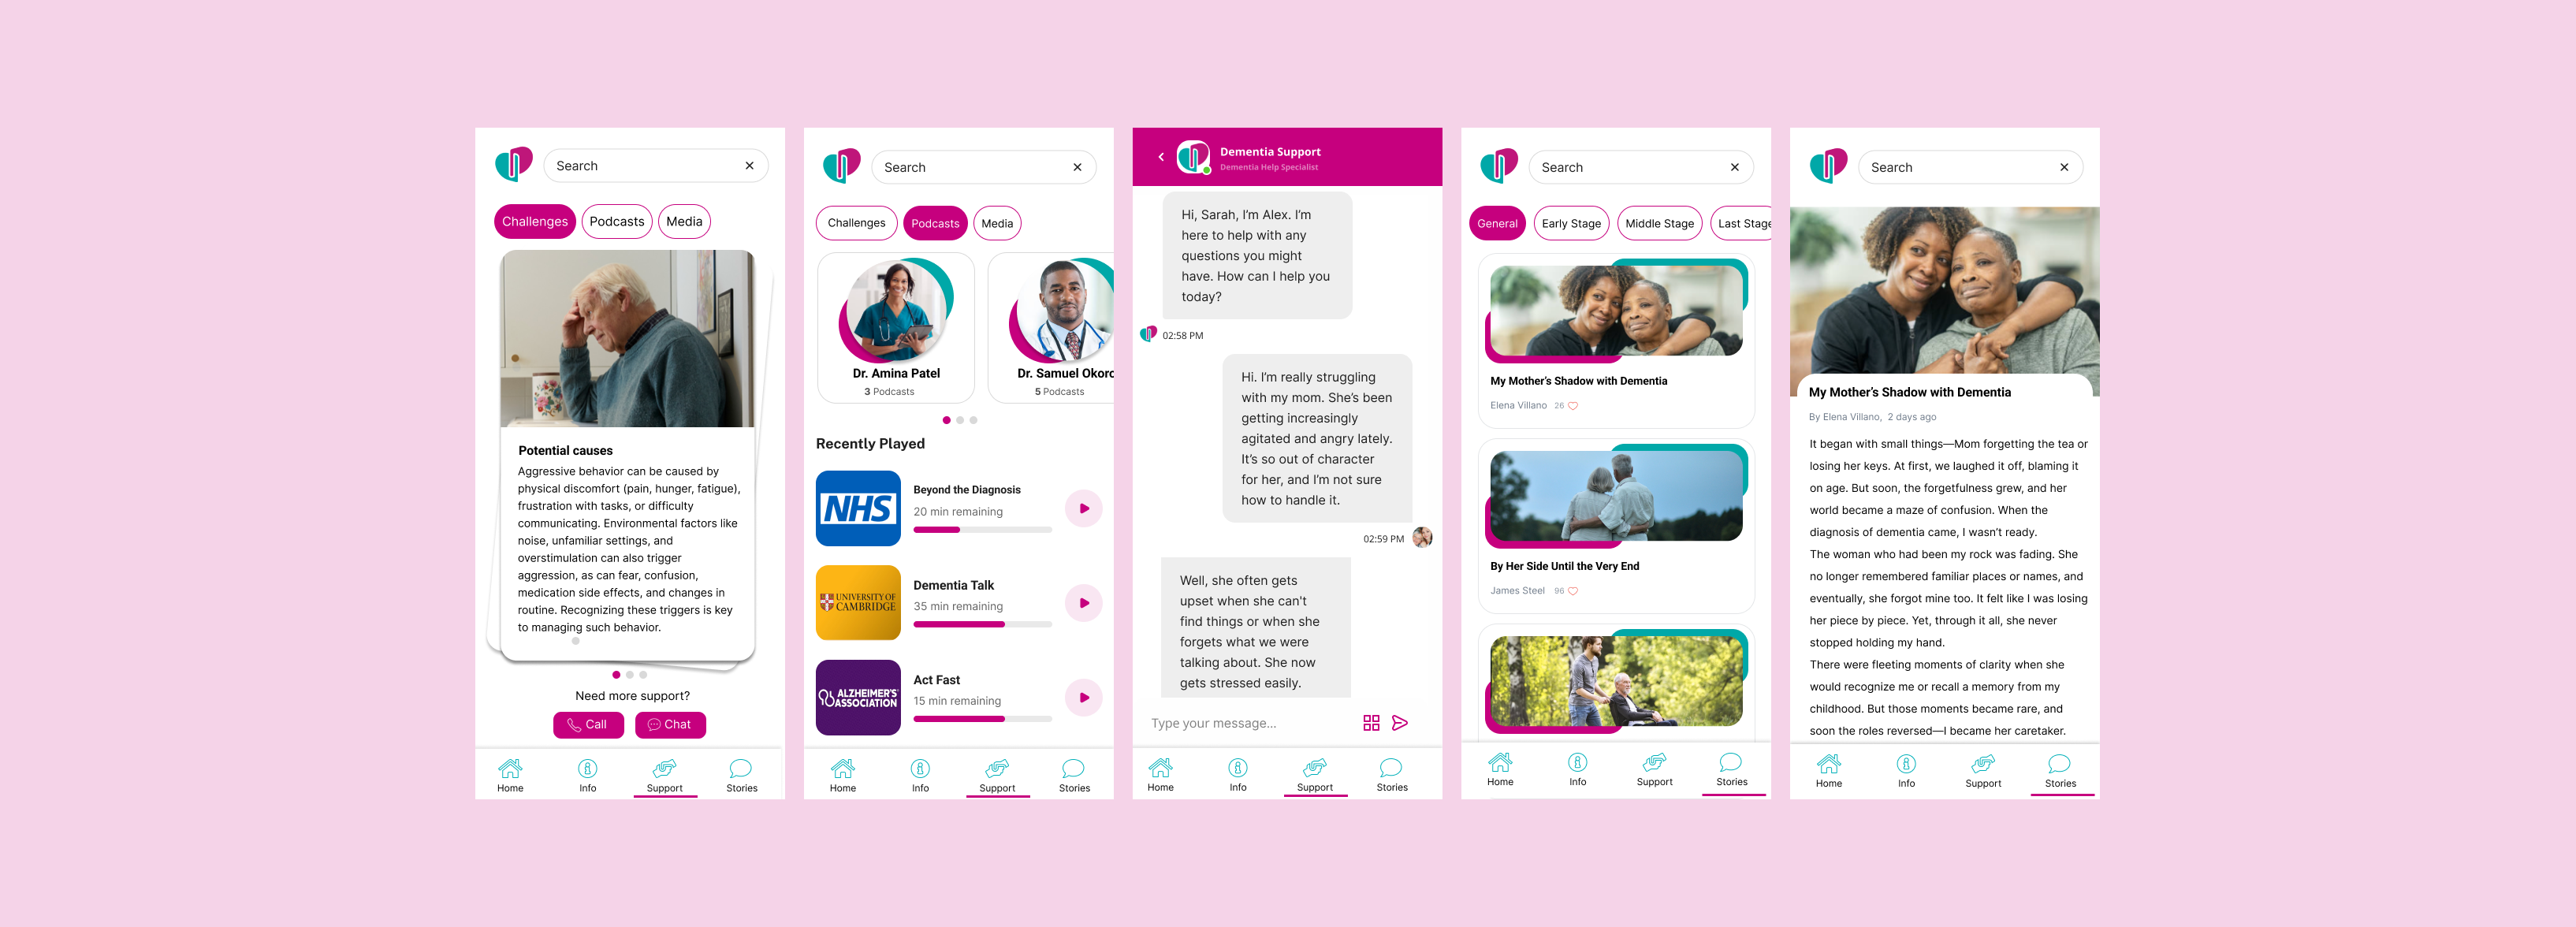 Search
Challenges
Podcasts
Media
Potential causes
Aggressive behavior can be caused by
physical discomfort (pain, hunger, fatigue),
frustration with tasks, or difficulty
communicating. Environmental factors like
noise, unfamiliar settings, and
overstimulation can also trigger
aggression, as can fear, confusion,
medication side effects, and changes in
routine. Recognizing these triggers is key
to managing such behavior.
Need more support?
Call
Chat
Home
Info
Support
Stories
Search
Challenges
Podcasts
Media
Dr. Amina Patel
3 Podcasts
Dr. Samuel Okoro
5 Podcasts
Recently Played
NHS
Beyond the Diagnosis
20 min remaining
UNIVERSITY OF
CAMBRIDGE
Dementia Talk
35 min remaining
ALZHEIMER'S
ASSOCIATION
Act Fast
15 min remaining
Home
Info
Support
Stories
Dementia Support
Dementia Help Specialist
Hi, Sarah, I’m Alex. I’m
here to help with any
questions you might
have. How can I help you
today?
02:58 PM
Hi. I’m really struggling
with my mom. She’s been
getting increasingly
agitated and angry lately.
It’s so out of character
for her, and I’m not sure
how to handle it.
02:59 PM
Well, she often gets
upset when she can't
find things or when she
forgets what we were
talking about. She now
gets stressed easily.
Type your message...
Home
Info
Support
Stories
Search
General
Early Stage
Middle Stage
Last Stage
My Mother’s Shadow with Dementia
Elena Villano 26
By Her Side Until the Very End
James Steel 96
Home
Info
Support
Stories
Search
My Mother’s Shadow with Dementia
By Elena Villano, 2 days ago
It began with small things—Mom forgetting the tea or
losing her keys. At first, we laughed it off, blaming it
on age. But soon, the forgetfulness grew, and her
world became a maze of confusion. When the
diagnosis of dementia came, I wasn’t ready.
The woman who had been my rock was fading. She
no longer remembered familiar places or names, and
eventually, she forgot mine too. It felt like I was losing
her piece by piece. Yet, through it all, she never
stopped holding my hand.
There were fleeting moments of clarity when she
would recognize me or recall a memory from my
childhood. But those moments became rare, and
soon the roles reversed—I became her caretaker.
Home
Info
Support
Stories